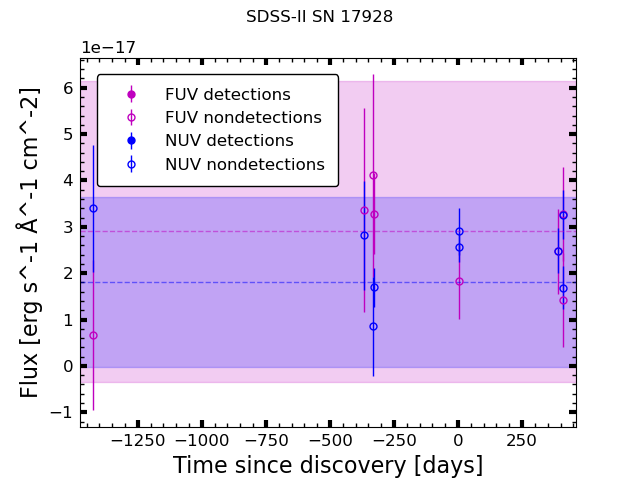 SDSS-II SN 17928
1e−17
FUV detections
FUV nondetections
NUV detections
NUV nondetections
6
5
4
3
2
1
0
−1
Flux [erg s^-1 Å^-1 cm^-2]
−1250 −1000 −750 −500 −250 0 250
Time since discovery [days]